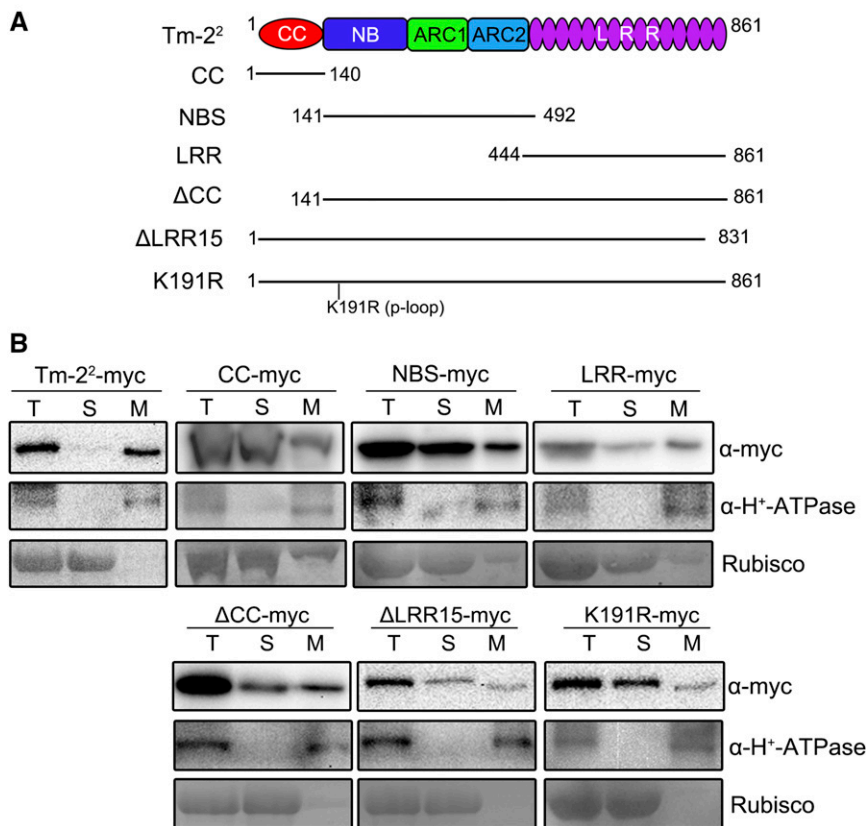 A
Tm-2² 1 CC NB ARC1 ARC2 L R R 861
CC 1 140
NBS 141 492
LRR 444 861
ΔCC 141 861
ΔLRR15 1 831
K191R 1 861
K191R (p-loop)
B
Tm-2²-myc CC-myc NBS-myc LRR-myc
T S M T S M T S M T S M
α-myc
α-H⁺-ATPase
Rubisco
ΔCC-myc ΔLRR15-myc K191R-myc
T S M T S M T S M
α-myc
α-H⁺-ATPase
Rubisco